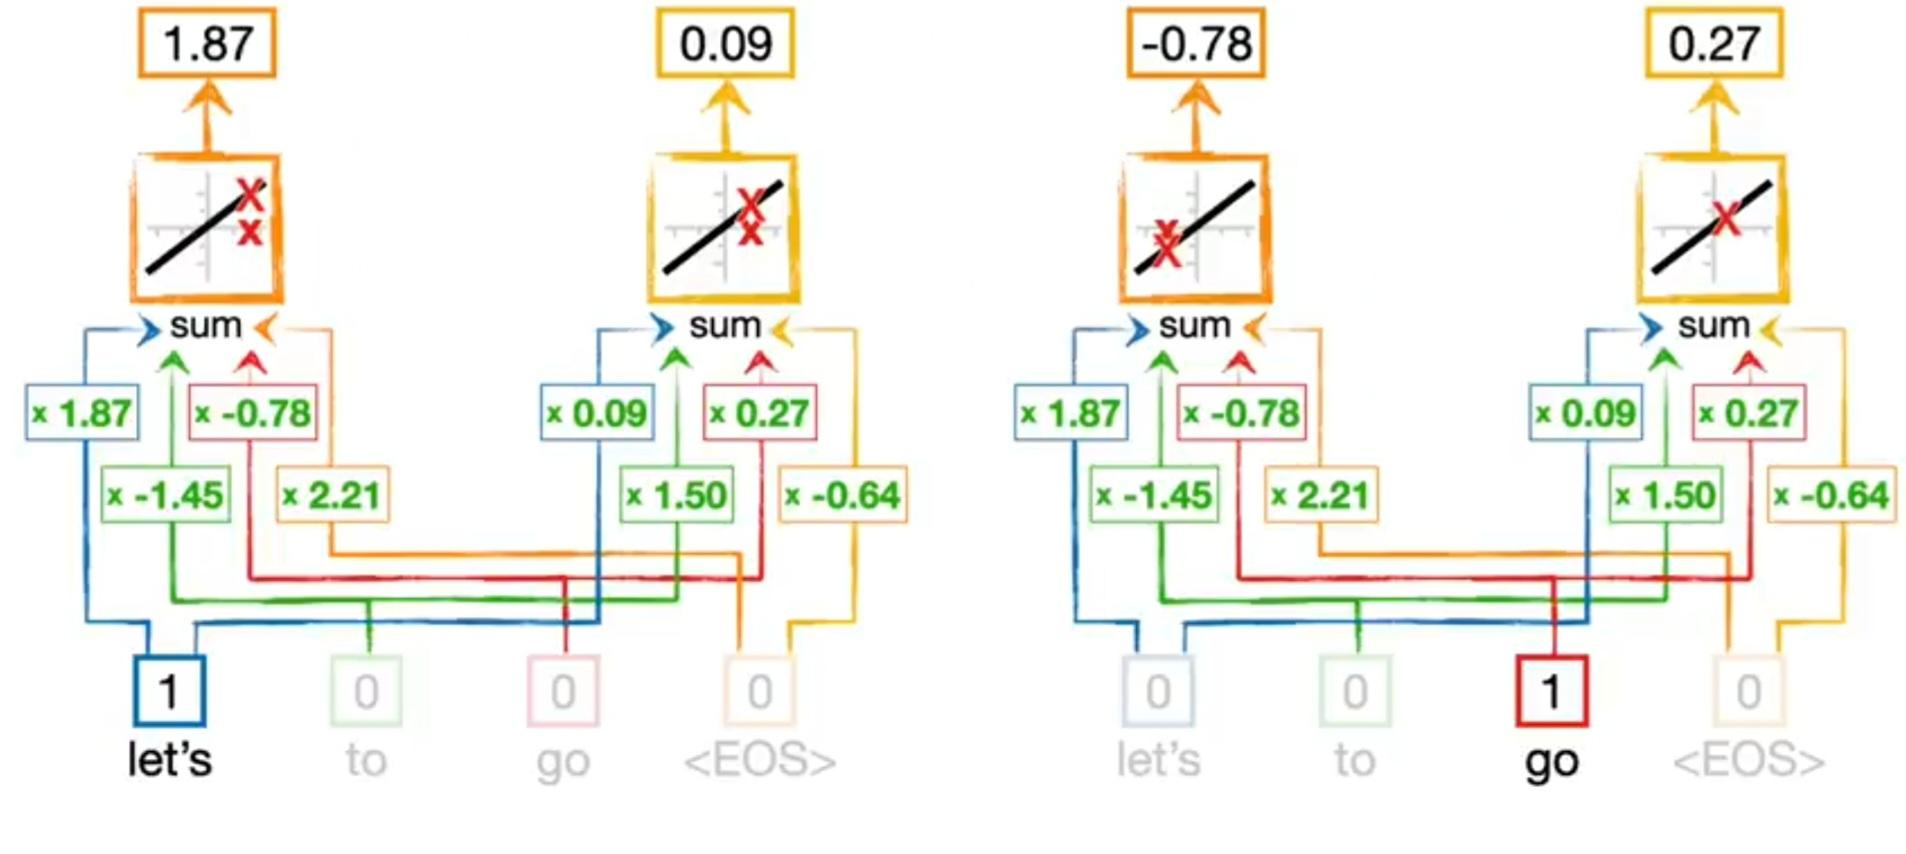 1.87 0.09 -0.78 0.27
sum sum sum sum
x 1.87 x -0.78 x 0.09 x 0.27 x 1.87 x -0.78 x 0.09 x 0.27
x -1.45 x 2.21 x 1.50 x -0.64 x -1.45 x 2.21 x 1.50 x -0.64
1 0 0 0 0 0 1 0
let's to go <EOS> let's to go <EOS>